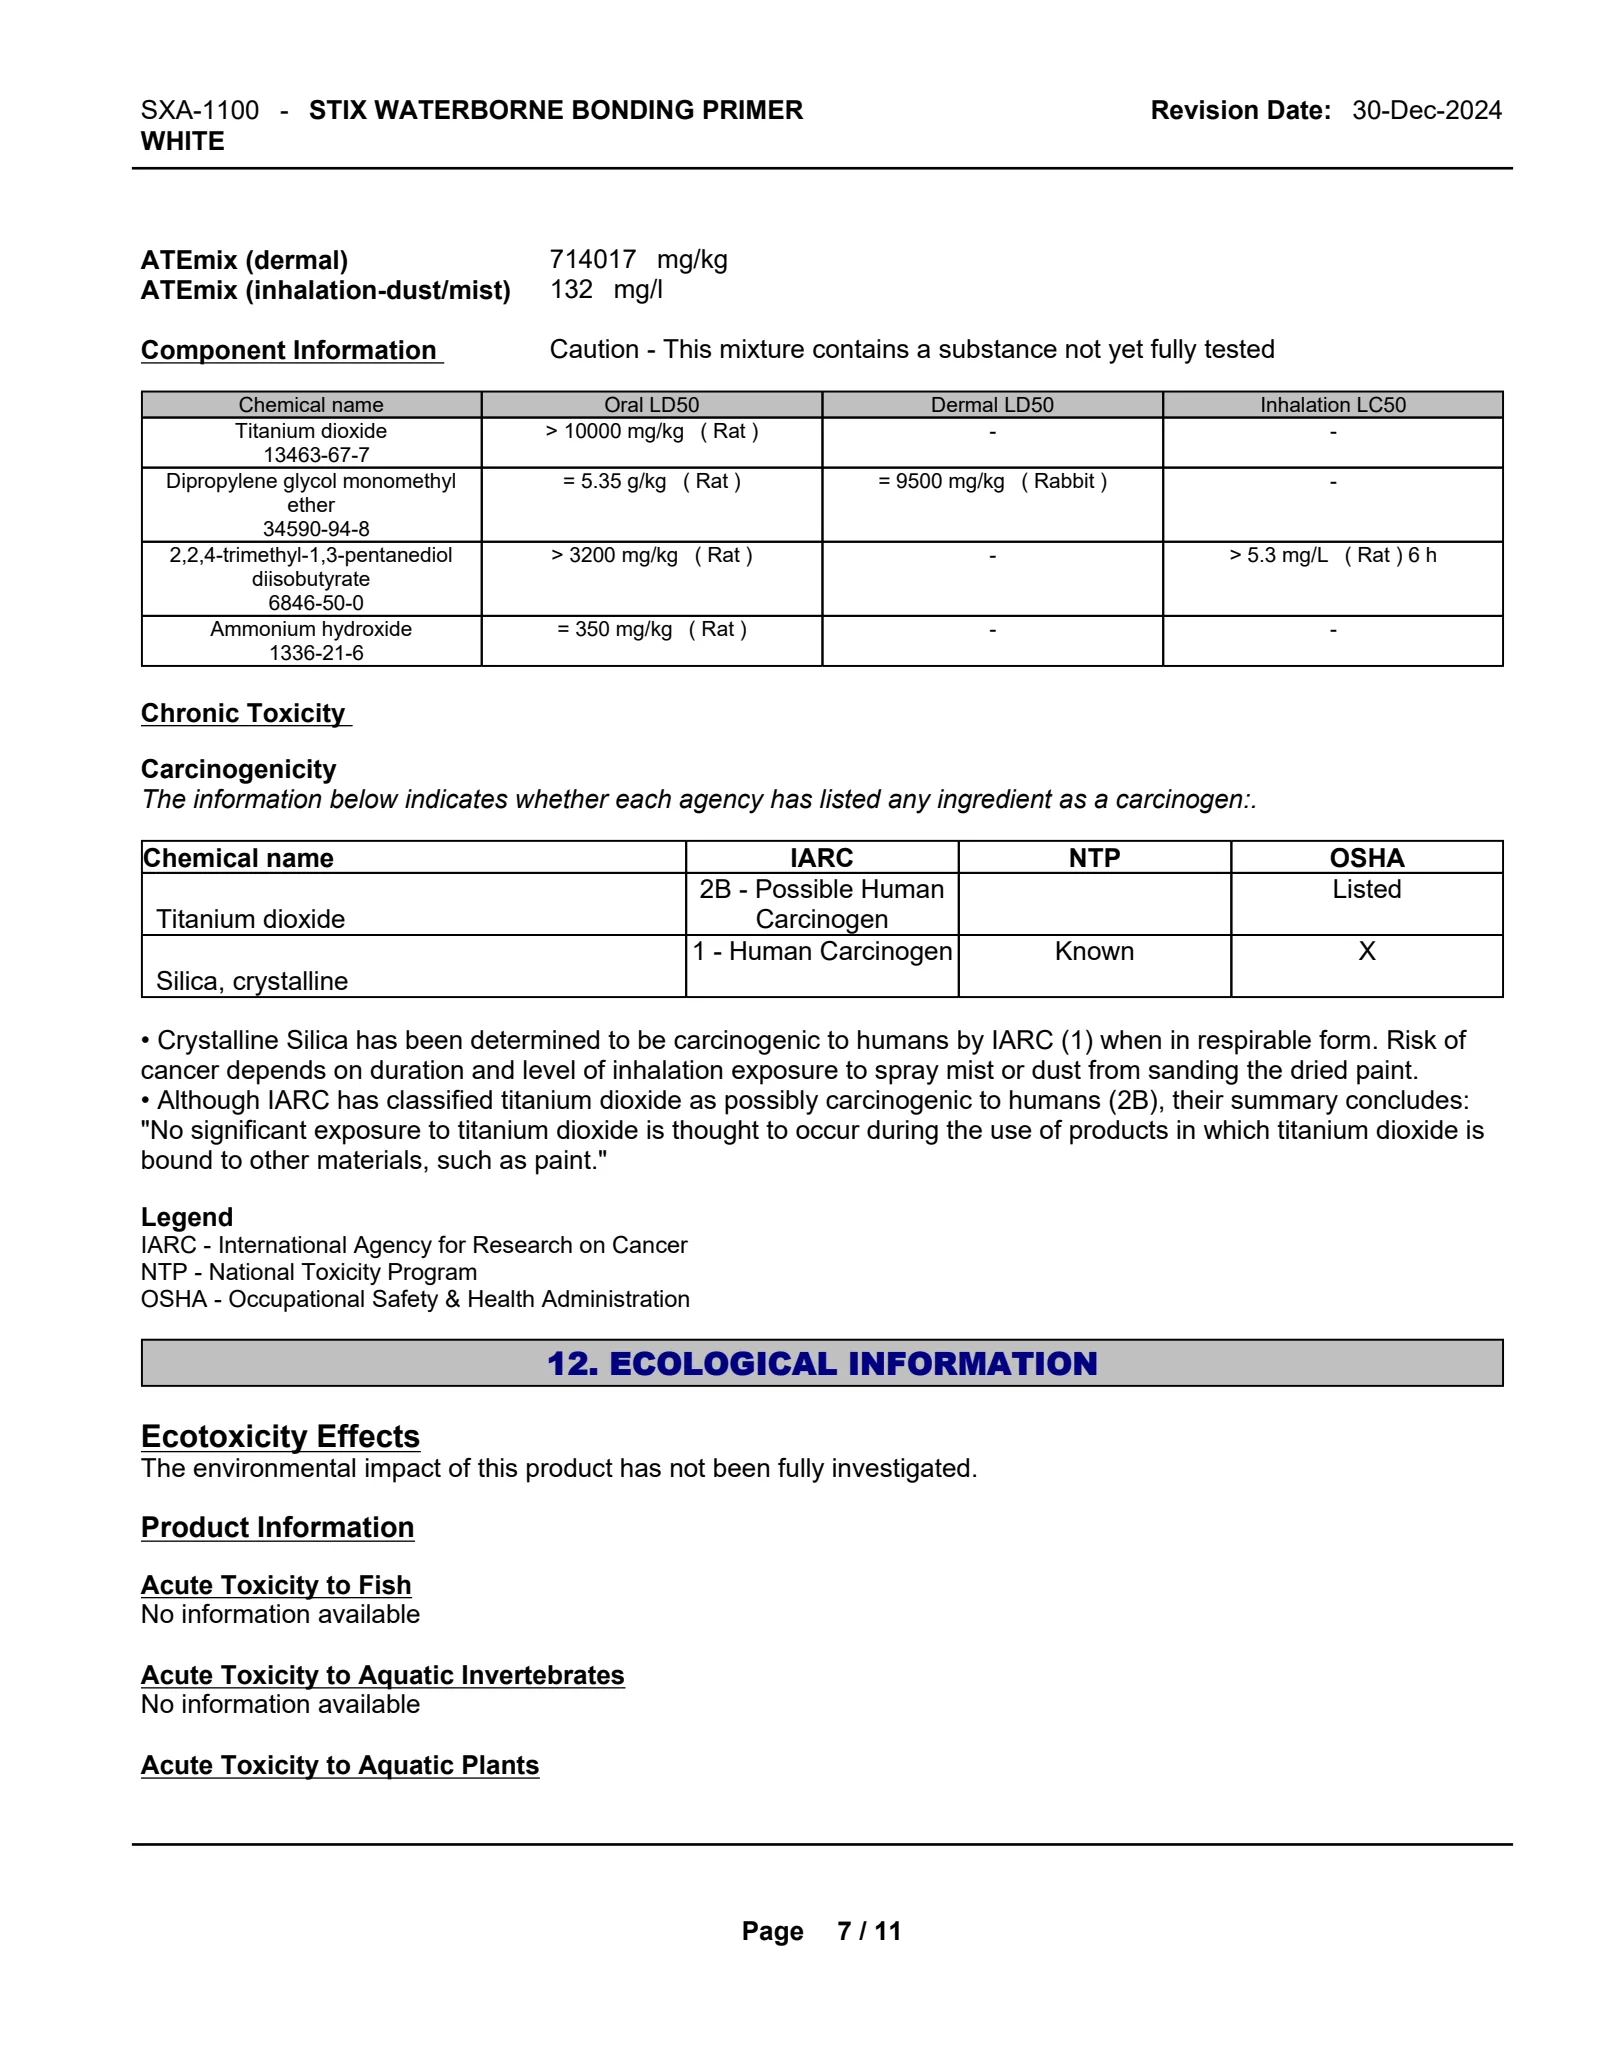 SXA-1100 - STIX WATERBORNE BONDING PRIMER WHITE
Revision Date: 30-Dec-2024
ATEmix (dermal) 714017 mg/kg
ATEmix (inhalation-dust/mist) 132 mg/l
Component Information Caution - This mixture contains a substance not yet fully tested
Chemical name Oral LD50 Dermal LD50 Inhalation LC50
Titanium dioxide > 10000 mg/kg ( Rat ) - -
13463-67-7
Dipropylene glycol monomethyl = 5.35 g/kg ( Rat ) = 9500 mg/kg ( Rabbit ) -
ether
34590-94-8
2,2,4-trimethyl-1,3-pentanediol > 3200 mg/kg ( Rat ) - > 5.3 mg/L ( Rat ) 6 h
diisobutyrate
6846-50-0
Ammonium hydroxide = 350 mg/kg ( Rat ) - -
1336-21-6
Chronic Toxicity
Carcinogenicity
The information below indicates whether each agency has listed any ingredient as a carcinogen:.
Chemical name IARC NTP OSHA
2B - Possible Human Listed
Titanium dioxide Carcinogen
1 - Human Carcinogen Known X
Silica, crystalline
• Crystalline Silica has been determined to be carcinogenic to humans by IARC (1) when in respirable form. Risk of
cancer depends on duration and level of inhalation exposure to spray mist or dust from sanding the dried paint.
• Although IARC has classified titanium dioxide as possibly carcinogenic to humans (2B), their summary concludes:
"No significant exposure to titanium dioxide is thought to occur during the use of products in which titanium dioxide is
bound to other materials, such as paint."
Legend
IARC - International Agency for Research on Cancer
NTP - National Toxicity Program
OSHA - Occupational Safety & Health Administration
12. ECOLOGICAL INFORMATION
Ecotoxicity Effects
The environmental impact of this product has not been fully investigated.
Product Information
Acute Toxicity to Fish
No information available
Acute Toxicity to Aquatic Invertebrates
No information available
Acute Toxicity to Aquatic Plants
Page 7 / 11